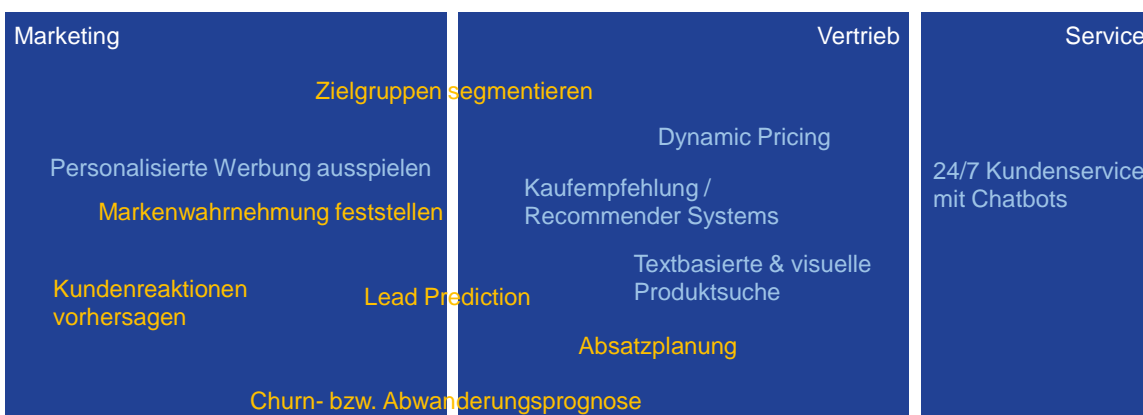 Marketing
Vertrieb
Service
Zielgruppen segmentieren
Dynamic Pricing
Personalisierte Werbung ausspielen
24/7 Kundenservice
mit Chatbots
Kaufempfehlung /
Recommender Systems
Markenwahrnehmung feststellen
Textbasierte & visuelle
Produktsuche
Kundenreaktionen
vorhersagen
Lead Prediction
Absatzplanung
Churn- bzw. Abwanderungsprognose